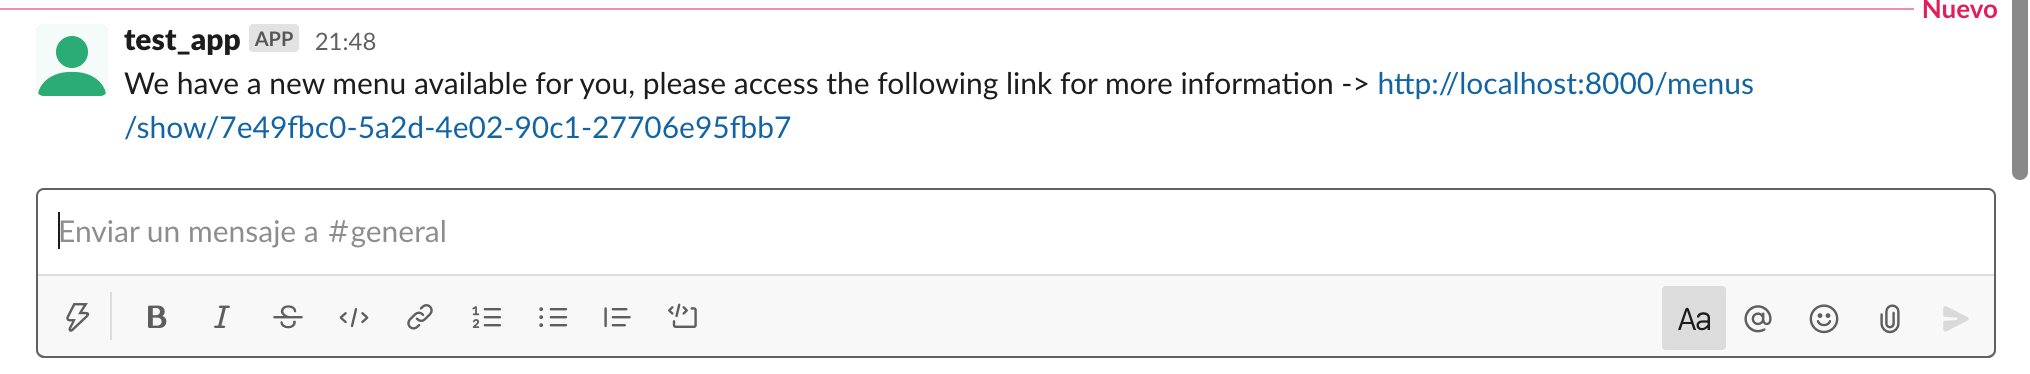 Nuevo
test_app APP 21:48
We have a new menu available for you, please access the following link for more information -> http://localhost:8000/menus
/show/7e49fbc0-5a2d-4e02-90c1-27706e95fbb7
Enviar un mensaje a #general
B I S </> Aa @